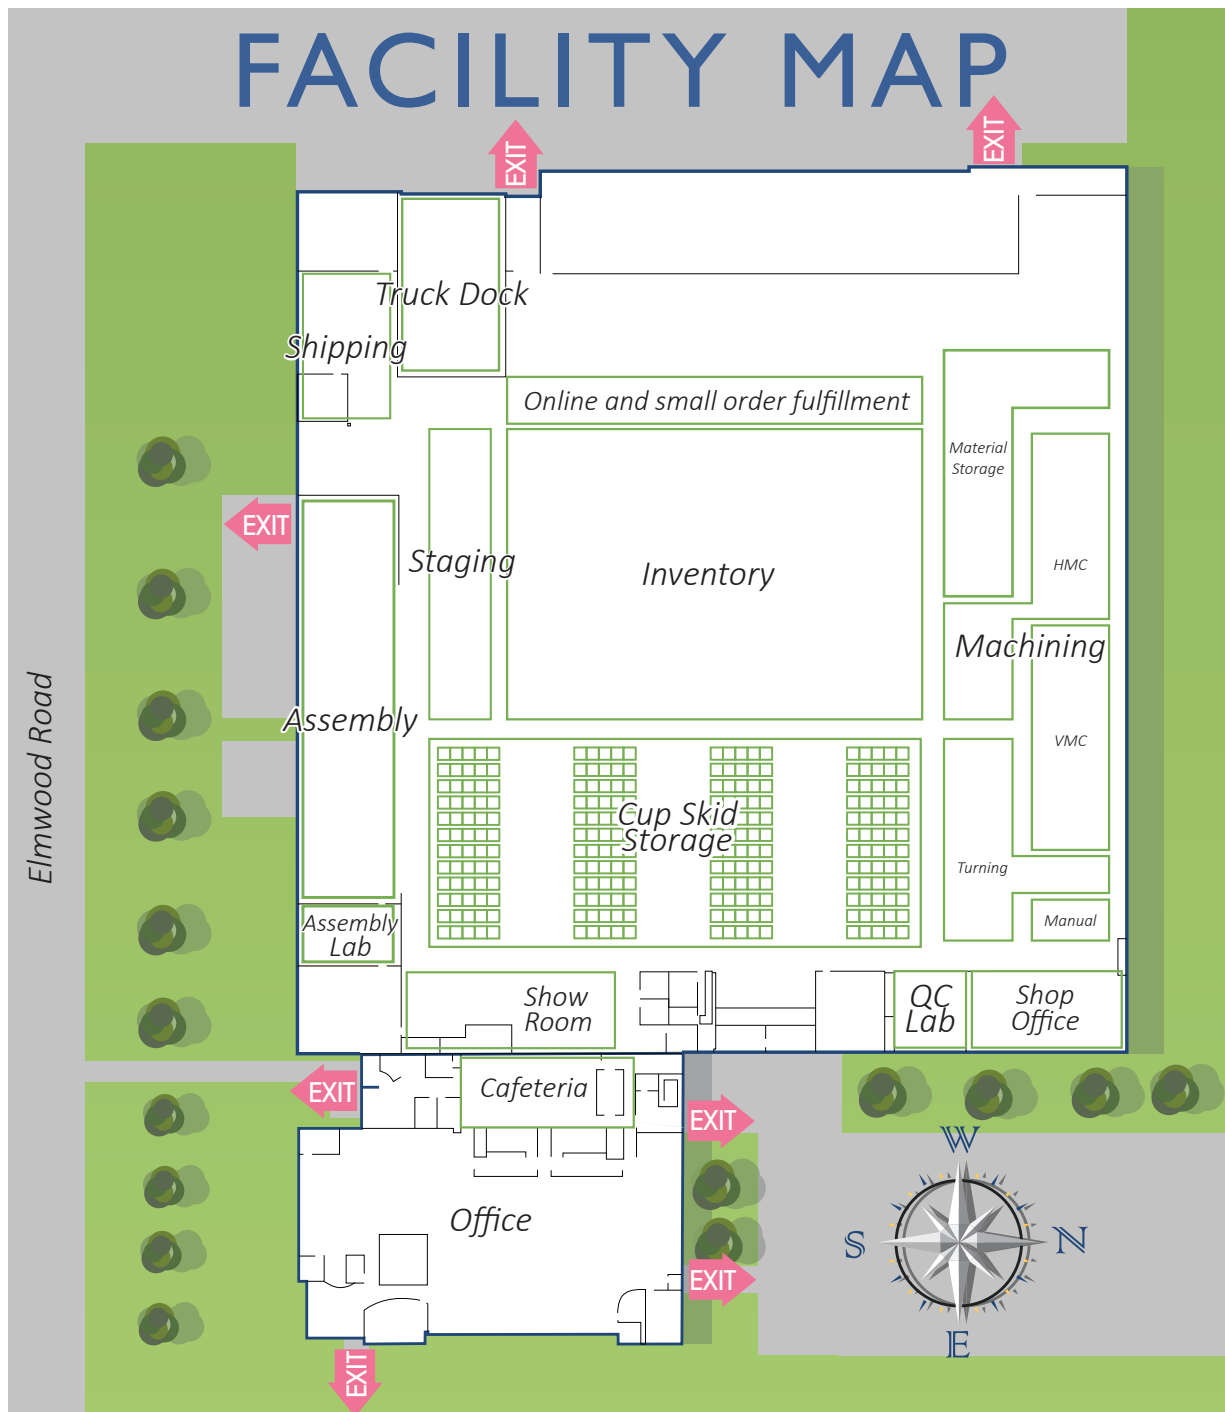 FACILITY MAP
EXIT
EXIT
Truck Dock
Shipping
Online and small order fulfillment
Material
Storage
EXIT
Staging
Inventory
HMC
Machining
Elmwood Road
Assembly
VMC
Cup Skid
Storage
Turning
Assembly
Lab
Manual
Show
Room
QC
Lab
Shop
Office
EXIT
Cafeteria
EXIT
W
Office
S
N
EXIT
E
EXIT